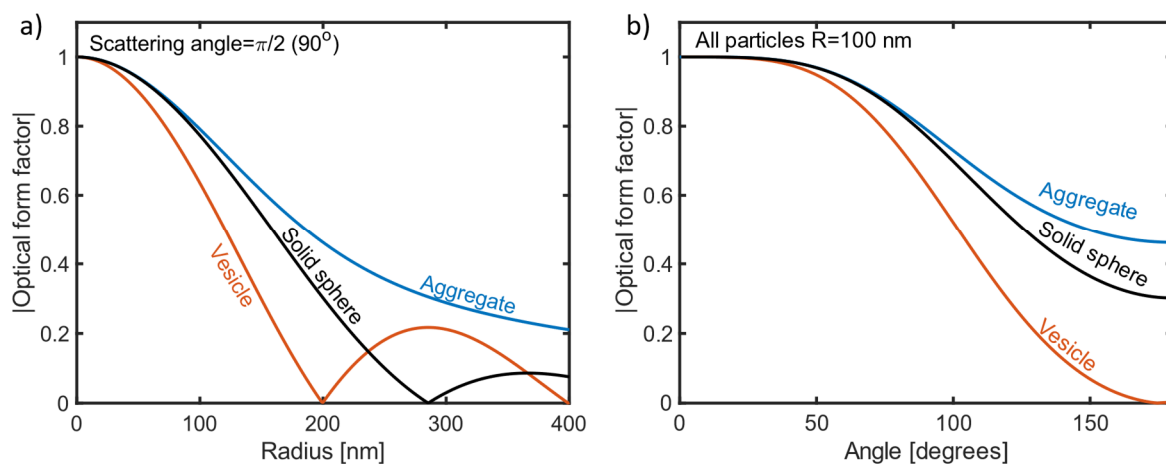 a)
Scattering angle=π/2 (90°)
|Optical form factor|
1
0.8
0.6
0.4
0.2
0
0
100
200
300
400
Radius [nm]
Vesicle
Solid sphere
Aggregate
b)
All particles R=100 nm
|Optical form factor|
1
0.8
0.6
0.4
0.2
0
0
50
100
150
Angle [degrees]
Aggregate
Solid sphere
Vesicle